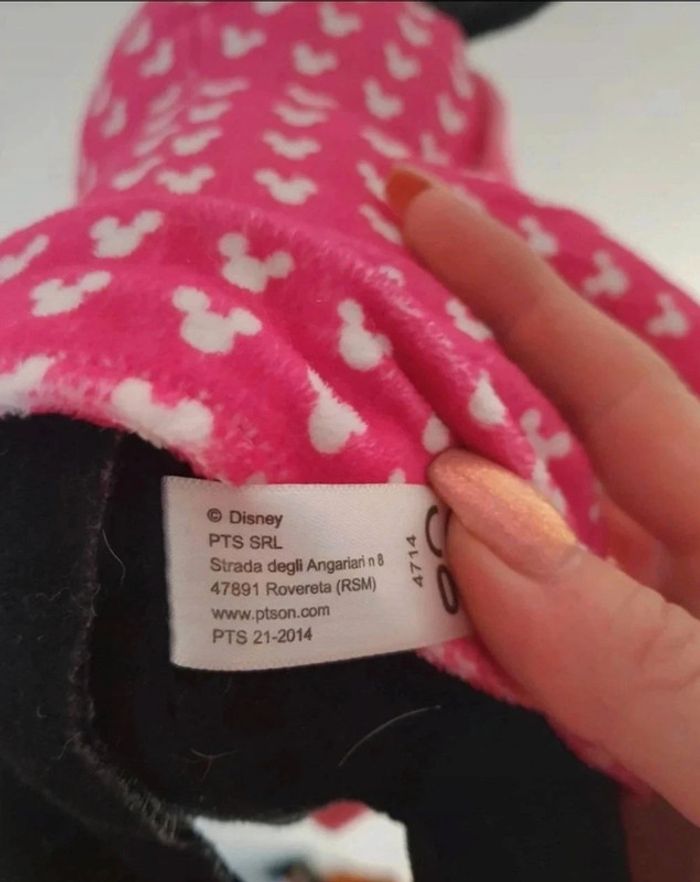 © Disney
PTS SRL
Strada degli Angariari n 8
47891 Rovereta (RSM)
www.ptson.com
PTS 21-2014
4714